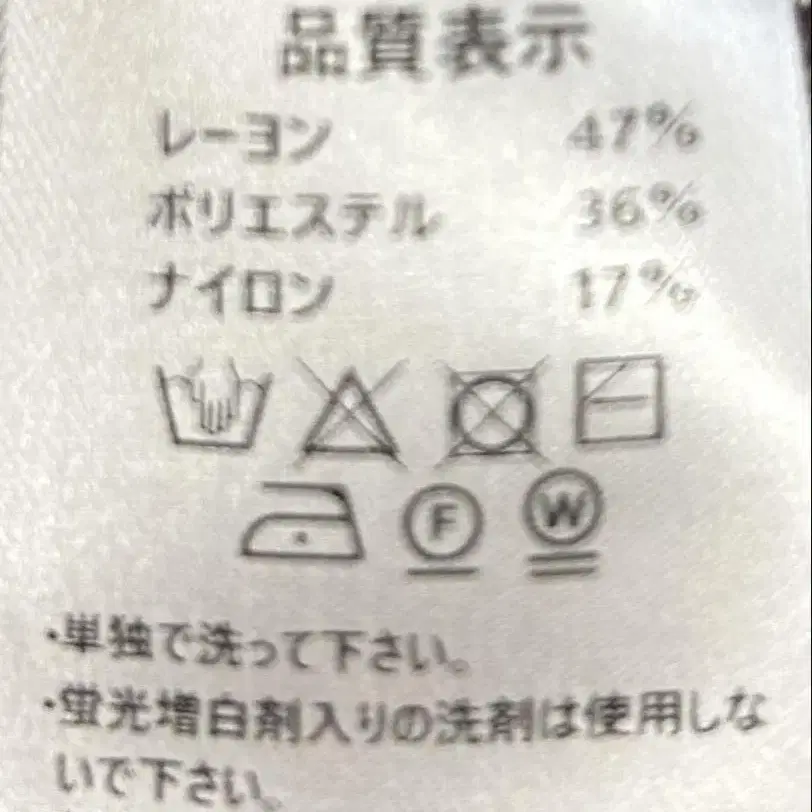 品質表示
レーヨン 47%
ポリエステル 36%
ナイロン 17%
F W
・単独で洗って下さい。
・蛍光増白剤入りの洗剤は使用しな
いで下さい。